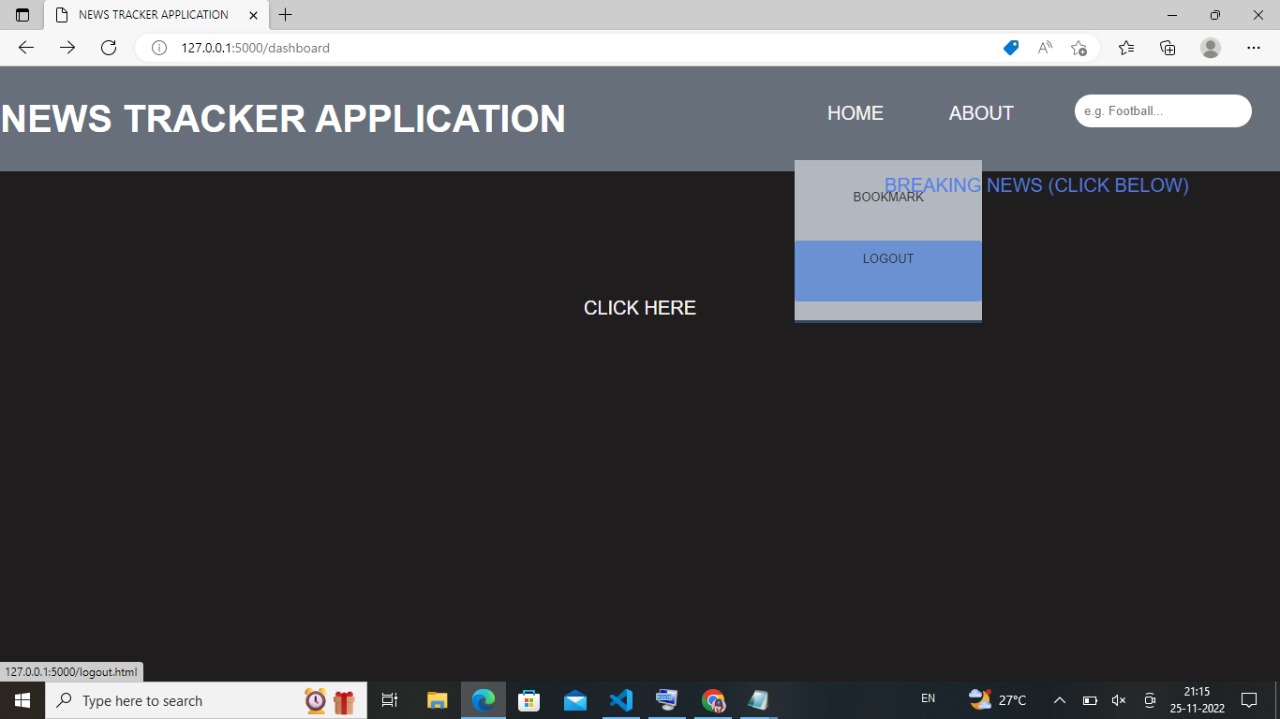 NEWS TRACKER APPLICATION
127.0.0.1:5000/dashboard
NEWS TRACKER APPLICATION
HOME
ABOUT
e.g. Football...
BREAKING NEWS (CLICK BELOW)
BOOKMARK
LOGOUT
CLICK HERE
127.0.0.1:5000/logout.html
Type here to search
EN
27°C
21:15
25-11-2022